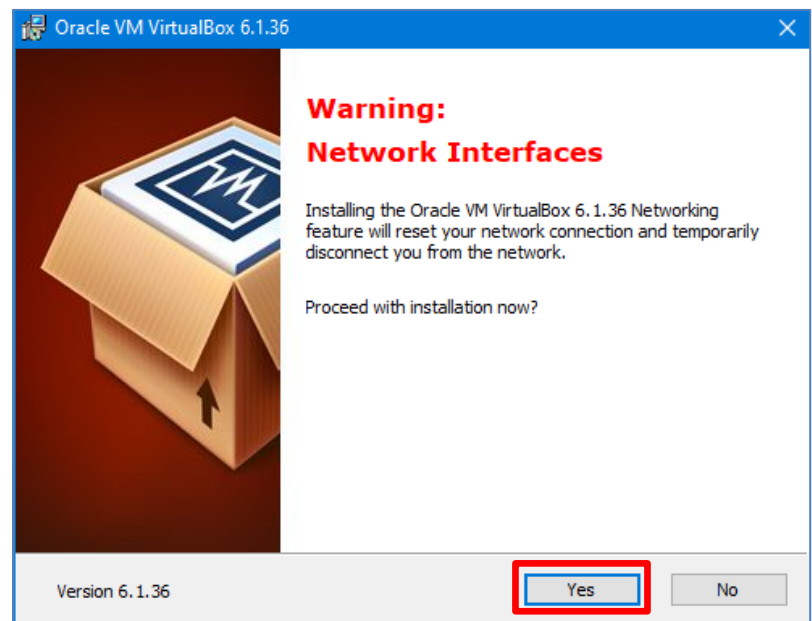 Oracle VM VirtualBox 6.1.36
Warning:
Network Interfaces
Installing the Oracle VM VirtualBox 6.1.36 Networking
feature will reset your network connection and temporarily
disconnect you from the network.
Proceed with installation now?
Version 6.1.36
Yes
No